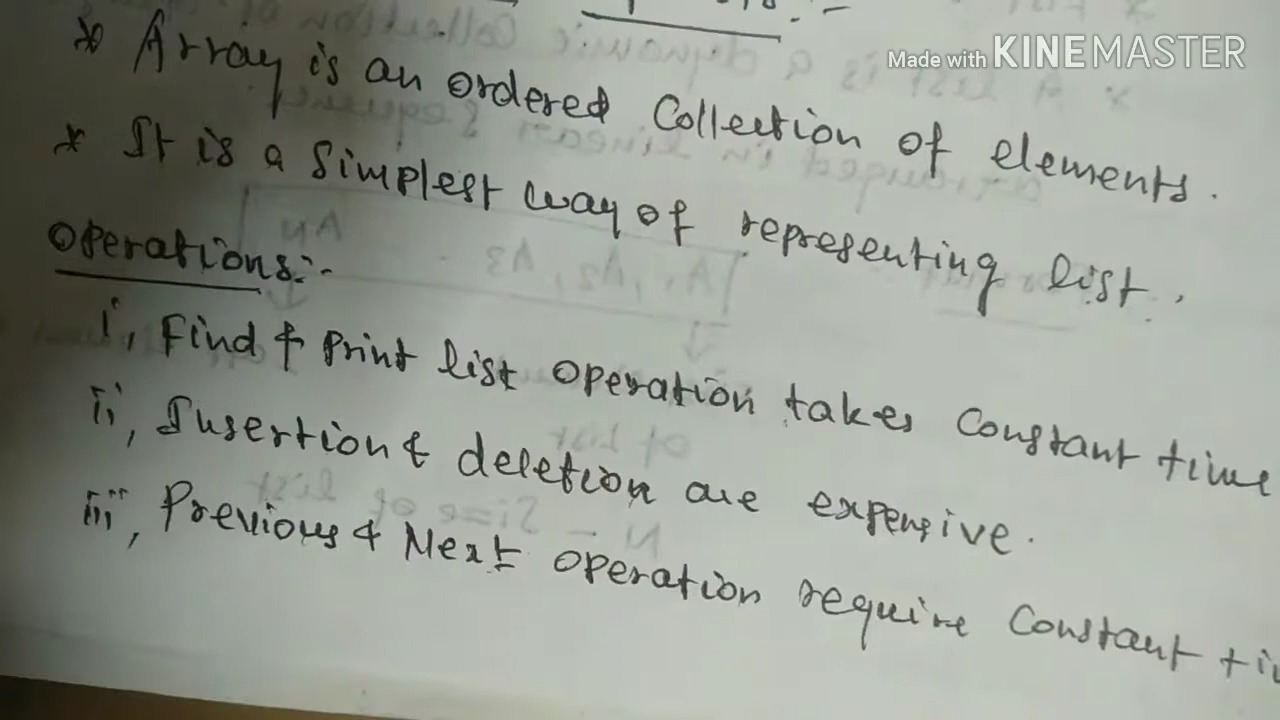 Made with KINEMASTER
* Array is an ordered Collection of elements.
* It is a Simplest way of representing list.
Operations:-
i, Find & Print list operation takes Constant time
ii, Insertion & deletion are expensive.
iii, Previous & Next operation require Constant ti